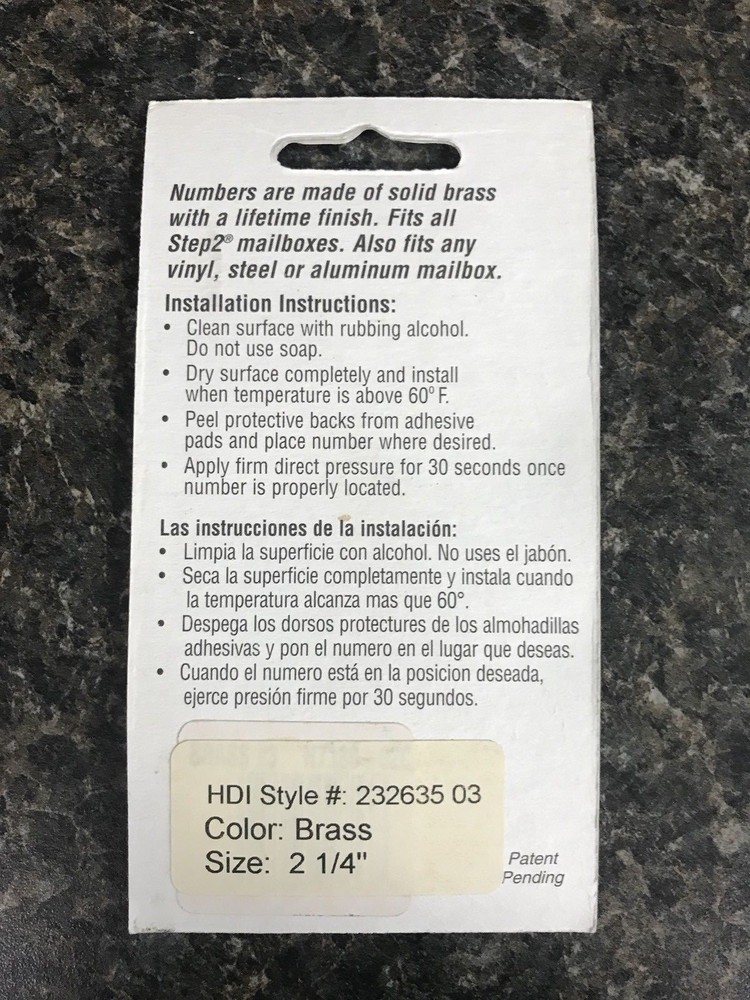 Numbers are made of solid brass
with a lifetime finish. Fits all
Step2® mailboxes. Also fits any
vinyl, steel or aluminum mailbox.
Installation Instructions:
• Clean surface with rubbing alcohol.
Do not use soap.
• Dry surface completely and install
when temperature is above 60° F.
• Peel protective backs from adhesive
pads and place number where desired.
• Apply firm direct pressure for 30 seconds once
number is properly located.
Las instrucciones de la instalación:
• Limpia la superficie con alcohol. No uses el jabón.
• Seca la superficie completamente y instala cuando
la temperatura alcanza mas que 60°.
• Despega los dorsos protectures de los almohadillas
adhesivas y pon el numero en el lugar que deseas.
• Cuando el numero está en la posicion deseada,
ejerce presión firme por 30 segundos.
HDI Style #: 232635 03
Color: Brass
Size: 2 1/4"
Patent
Pending